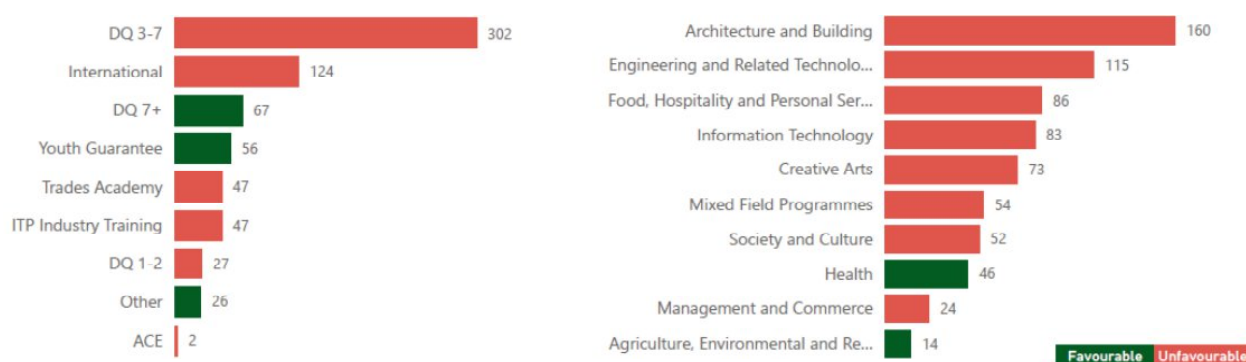 DQ 3-7 302
International 124
DQ 7+ 67
Youth Guarantee 56
Trades Academy 47
ITP Industry Training 47
DQ 1-2 27
Other 26
ACE 2
Architecture and Building 160
Engineering and Related Technolo... 115
Food, Hospitality and Personal Ser... 86
Information Technology 83
Creative Arts 73
Mixed Field Programmes 54
Society and Culture 52
Health 46
Management and Commerce 24
Agriculture, Environmental and Re... 14
Favourable Unfavourable